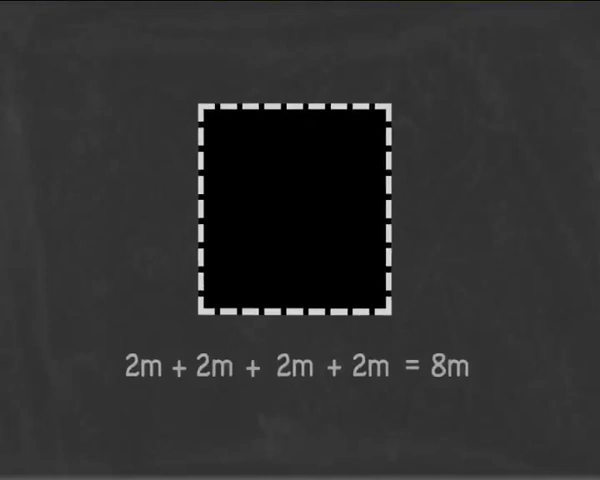 2m + 2m + 2m + 2m = 8m